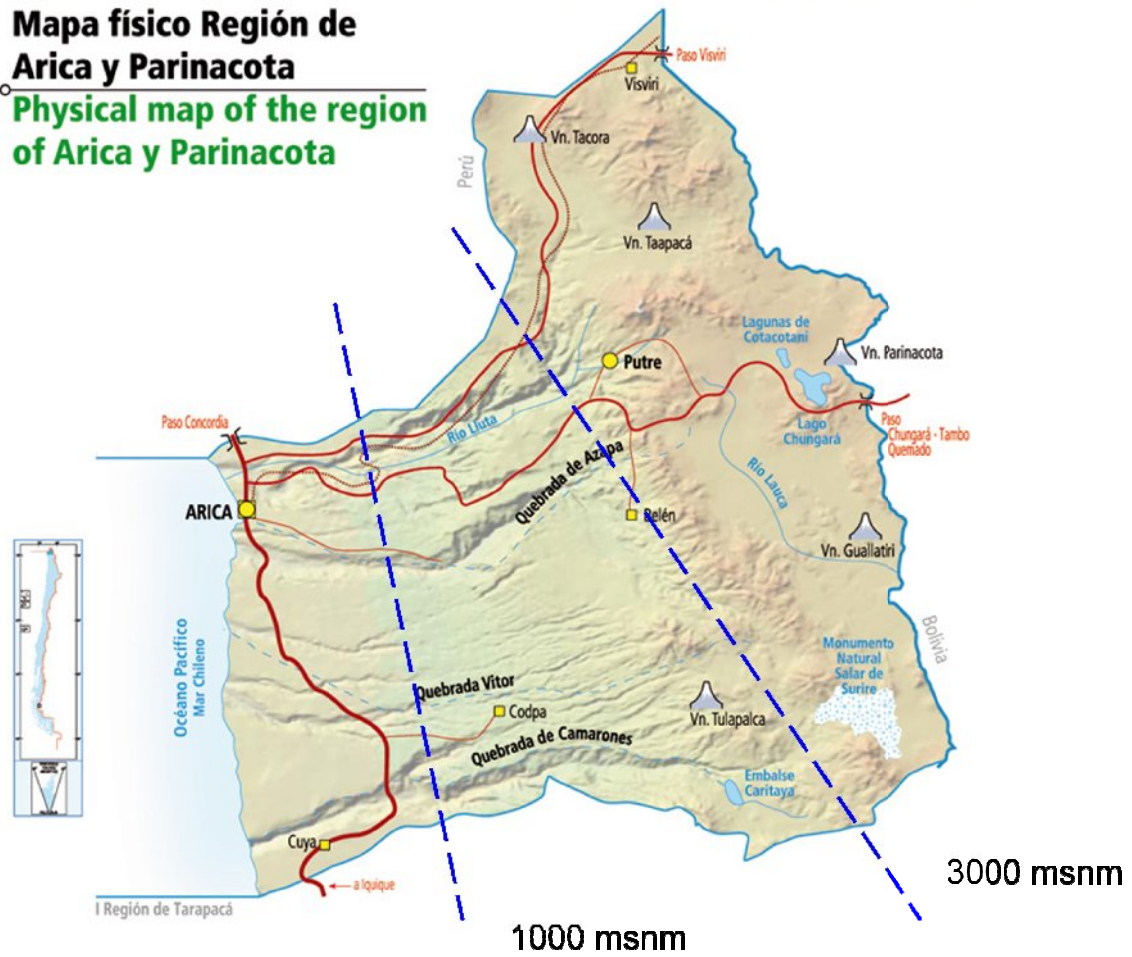 Mapa físico Región de
Arica y Parinacota
Physical map of the region
of Arica y Parinacota
Paso Visviri
Visviri
Vn. Tacora
Perú
Vn. Taapacá
Lagunas de
Cotacotani
Vn. Parinacota
Putre
Paso Concordia
Río Lluta
Lago
Chungará
Paso
Chungará - Tambo
Quemado
Quebrada de Azapa
Río Lauca
ARICA
Belén
Vn. Guallatiri
Océano Pacífico
Mar Chileno
Bolivia
Monumento
Natural
Salar de
Surire
Quebrada Vitor
Codpa
Vn. Tulapalca
Quebrada de Camarones
Embalse
Caritaya
Cuya
a Iquique
I Región de Tarapacá
3000 msnm
1000 msnm